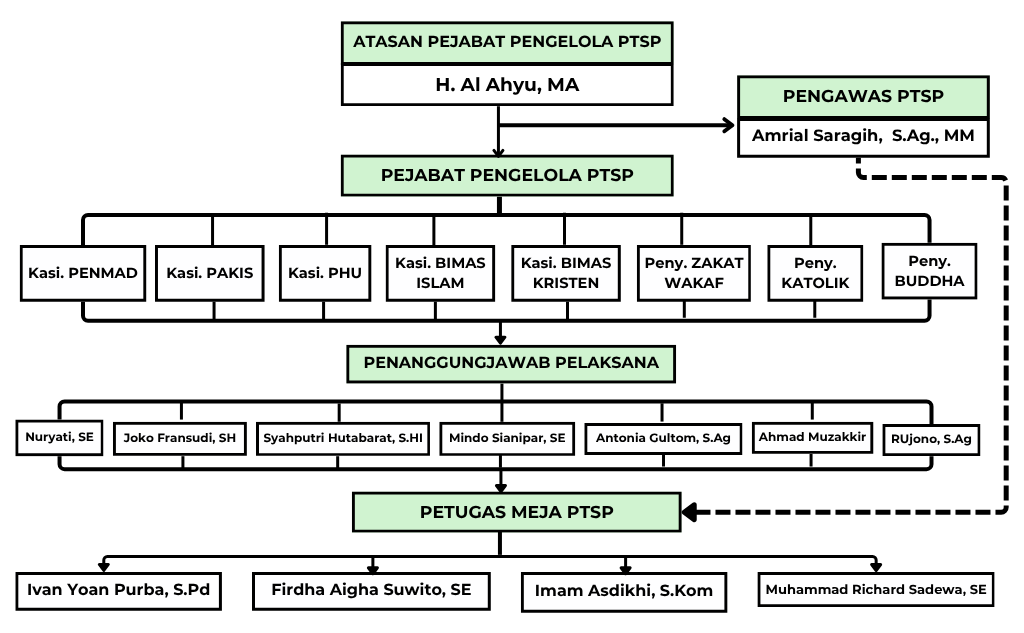 ATASAN PEJABAT PENGELOLA PTSP
H. Al Ahyu, MA
PENGAWAS PTSP
Amrial Saragih,  S.Ag., MM
PEJABAT PENGELOLA PTSP
Kasi. PENMAD
Kasi. PAKIS
Kasi. PHU
Kasi. BIMAS
ISLAM
Kasi. BIMAS
KRISTEN
Peny. ZAKAT
WAKAF
Peny.
KATOLIK
Peny.
BUDDHA
PENANGGUNGJAWAB PELAKSANA
Nuryati, SE
Joko Fransudi, SH
Syahputri Hutabarat, S.HI
Mindo Sianipar, SE
Antonia Gultom, S.Ag
Ahmad Muzakkir
RUjono, S.Ag
PETUGAS MEJA PTSP
Ivan Yoan Purba, S.Pd
Firdha Aigha Suwito, SE
Imam Asdikhi, S.Kom
Muhammad Richard Sadewa, SE